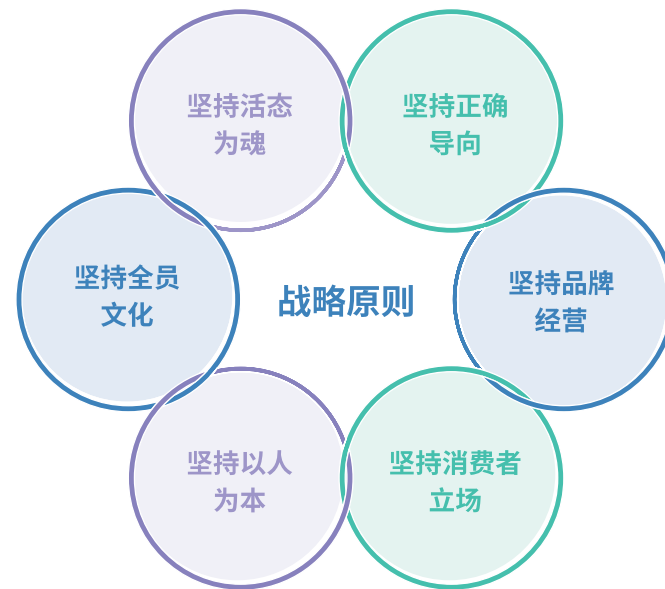 坚持活态
为魂
坚持正确
导向
坚持全员
文化
战略原则
坚持品牌
经营
坚持以人
为本
坚持消费者
立场